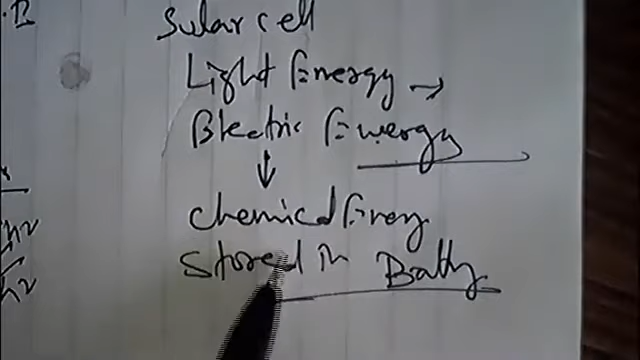 Solar cell
Light Energy →
Electric Energy
↓
Chemical Energy
Stored in Batty